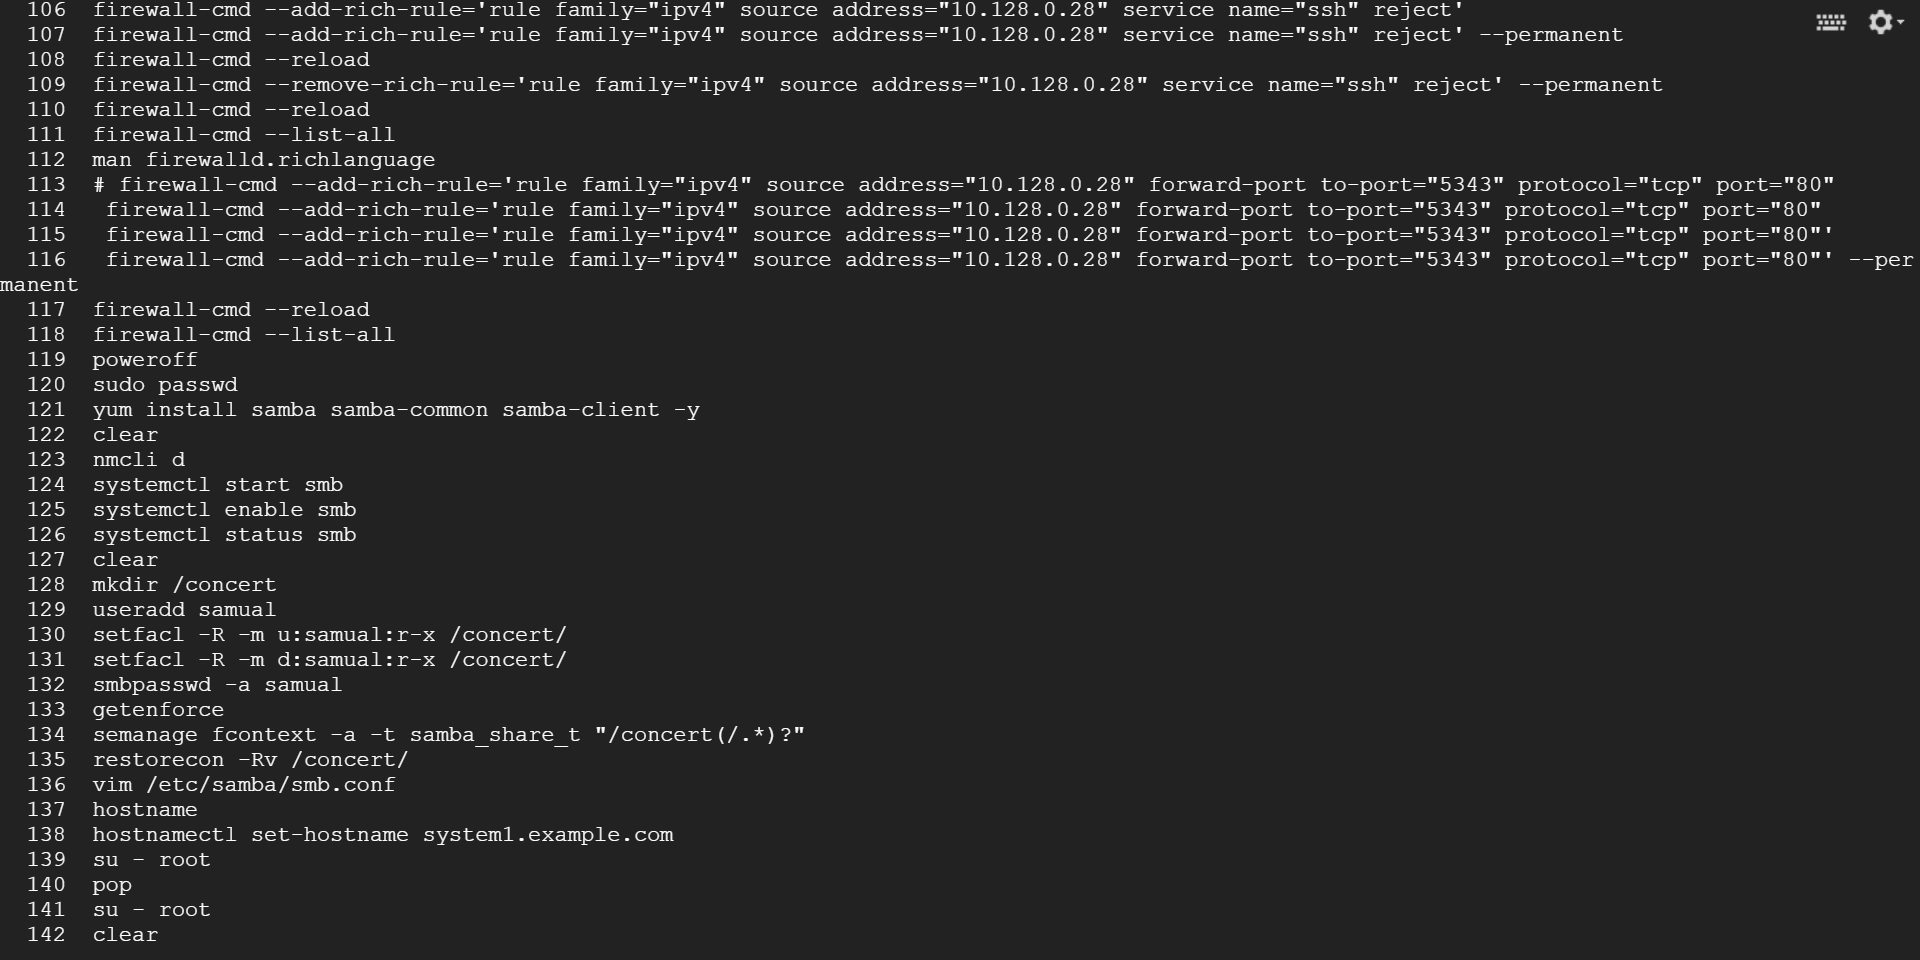 106  firewall-cmd --add-rich-rule='rule family="ipv4" source address="10.128.0.28" service name="ssh" reject'
107  firewall-cmd --add-rich-rule='rule family="ipv4" source address="10.128.0.28" service name="ssh" reject' --permanent
108  firewall-cmd --reload
109  firewall-cmd --remove-rich-rule='rule family="ipv4" source address="10.128.0.28" service name="ssh" reject' --permanent
110  firewall-cmd --reload
111  firewall-cmd --list-all
112  man firewalld.richlanguage
113  # firewall-cmd --add-rich-rule='rule family="ipv4" source address="10.128.0.28" forward-port to-port="5343" protocol="tcp" port="80"
114   firewall-cmd --add-rich-rule='rule family="ipv4" source address="10.128.0.28" forward-port to-port="5343" protocol="tcp" port="80"
115   firewall-cmd --add-rich-rule='rule family="ipv4" source address="10.128.0.28" forward-port to-port="5343" protocol="tcp" port="80"'
116   firewall-cmd --add-rich-rule='rule family="ipv4" source address="10.128.0.28" forward-port to-port="5343" protocol="tcp" port="80"' --per
manent
117  firewall-cmd --reload
118  firewall-cmd --list-all
119  poweroff
120  sudo passwd
121  yum install samba samba-common samba-client -y
122  clear
123  nmcli d
124  systemctl start smb
125  systemctl enable smb
126  systemctl status smb
127  clear
128  mkdir /concert
129  useradd samual
130  setfacl -R -m u:samual:r-x /concert/
131  setfacl -R -m d:samual:r-x /concert/
132  smbpasswd -a samual
133  getenforce
134  semanage fcontext -a -t samba_share_t "/concert(/.*)?"
135  restorecon -Rv /concert/
136  vim /etc/samba/smb.conf
137  hostname
138  hostnamectl set-hostname system1.example.com
139  su - root
140  pop
141  su - root
142  clear